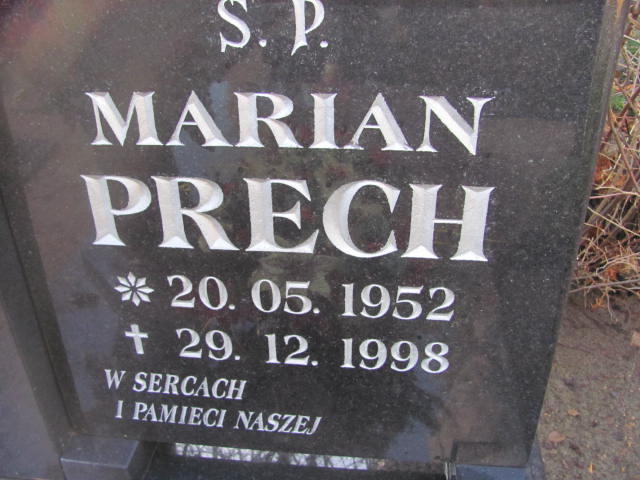 S. P.
MARIAN
PRECH
* 20. 05. 1952
✝ 29. 12. 1998
W SERCACH
I PAMIECI NASZEJ